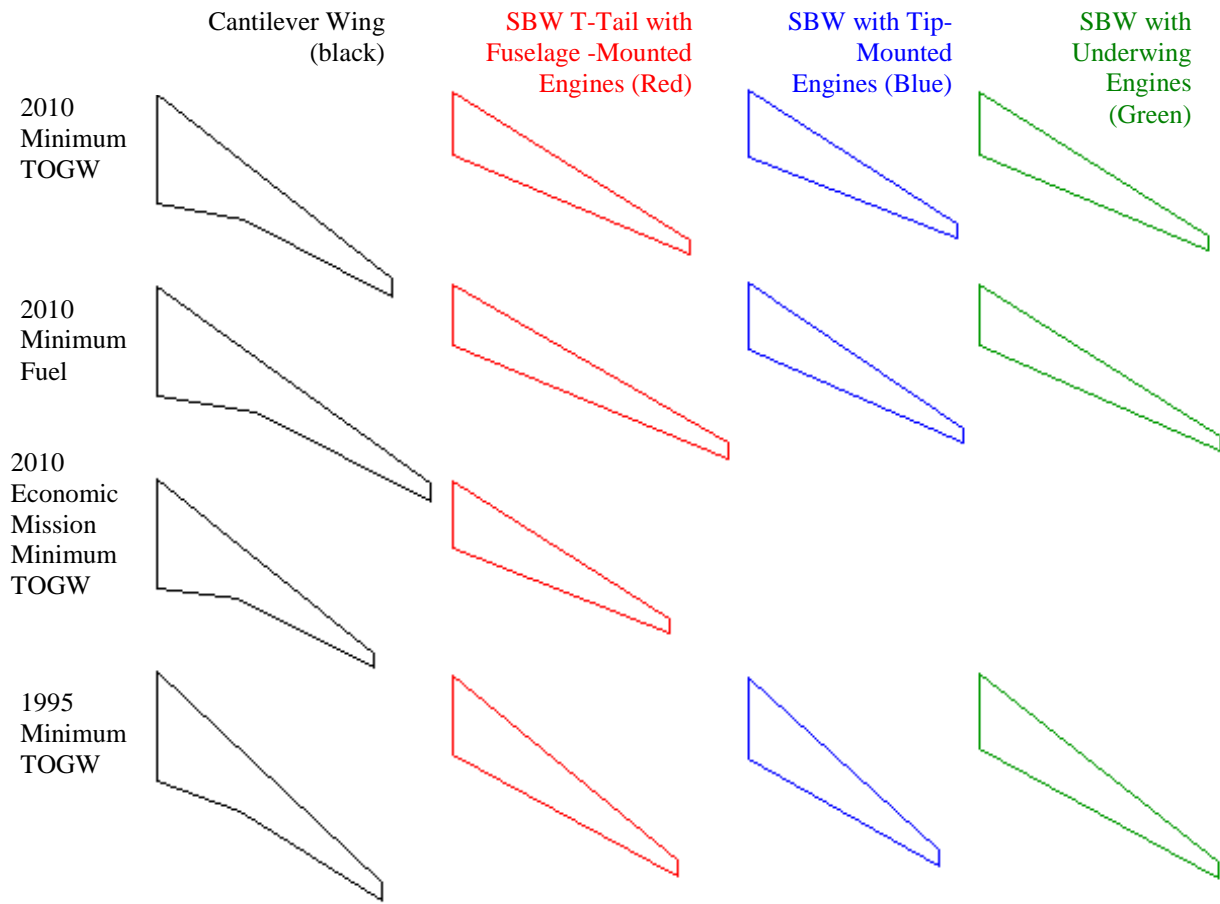 Cantilever Wing
(black)
SBW T-Tail with
Fuselage -Mounted
Engines (Red)
SBW with Tip-
Mounted
Engines (Blue)
SBW with
Underwing
Engines
(Green)
2010
Minimum
TOGW
2010
Minimum
Fuel
2010
Economic
Mission
Minimum
TOGW
1995
Minimum
TOGW